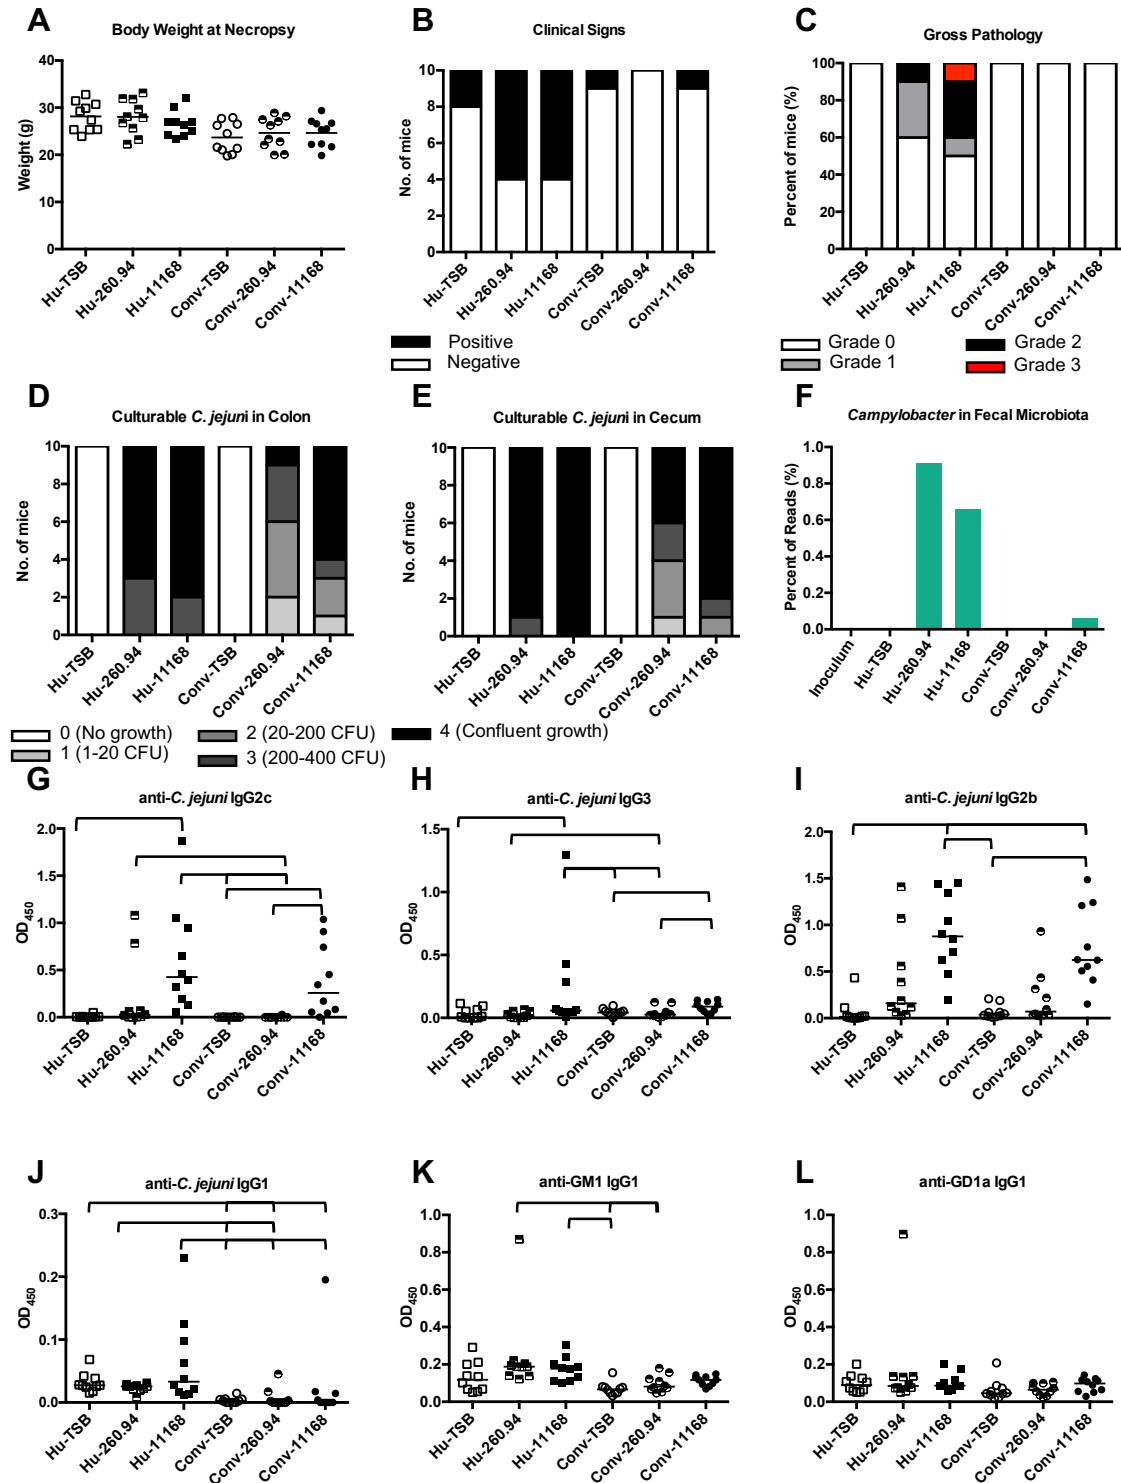 A
Body Weight at Necropsy
Weight (g)
40
30
20
10
0
Hu-TSB
Hu-260.94
Hu-11168
Conv-TSB
Conv-260.94
Conv-11168
B
Clinical Signs
No. of mice
10
8
6
4
2
0
Hu-TSB
Hu-260.94
Hu-11168
Conv-TSB
Conv-260.94
Conv-11168
Positive
Negative
C
Gross Pathology
Percent of mice (%)
100
80
60
40
20
0
Hu-TSB
Hu-260.94
Hu-11168
Conv-TSB
Conv-260.94
Conv-11168
Grade 0
Grade 2
Grade 1
Grade 3
D
Culturable C. jejuni in Colon
No. of mice
10
8
6
4
2
0
Hu-TSB
Hu-260.94
Hu-11168
Conv-TSB
Conv-260.94
Conv-11168
E
Culturable C. jejuni in Cecum
No. of mice
10
8
6
4
2
0
Hu-TSB
Hu-260.94
Hu-11168
Conv-TSB
Conv-260.94
Conv-11168
0 (No growth)
2 (20-200 CFU)
4 (Confluent growth)
1 (1-20 CFU)
3 (200-400 CFU)
F
Campylobacter in Fecal Microbiota
Percent of Reads (%)
1.0
0.8
0.6
0.4
0.2
0.0
Inoculum
Hu-TSB
Hu-260.94
Hu-11168
Conv-TSB
Conv-260.94
Conv-11168
G
anti-C. jejuni IgG2c
OD450
2.0
1.5
1.0
0.5
0.0
Hu-TSB
Hu-260.94
Hu-11168
Conv-TSB
Conv-260.94
Conv-11168
H
anti-C. jejuni IgG3
OD450
1.5
1.0
0.5
0.0
Hu-TSB
Hu-260.94
Hu-11168
Conv-TSB
Conv-260.94
Conv-11168
I
anti-C. jejuni IgG2b
OD450
2.0
1.5
1.0
0.5
0.0
Hu-TSB
Hu-260.94
Hu-11168
Conv-TSB
Conv-260.94
Conv-11168
J
anti-C. jejuni IgG1
OD450
0.3
0.2
0.1
0.0
Hu-TSB
Hu-260.94
Hu-11168
Conv-TSB
Conv-260.94
Conv-11168
K
anti-GM1 IgG1
OD450
1.0
0.8
0.6
0.4
0.2
0.0
Hu-TSB
Hu-260.94
Hu-11168
Conv-TSB
Conv-260.94
Conv-11168
L
anti-GD1a IgG1
OD450
1.0
0.8
0.6
0.4
0.2
0.0
Hu-TSB
Hu-260.94
Hu-11168
Conv-TSB
Conv-260.94
Conv-11168